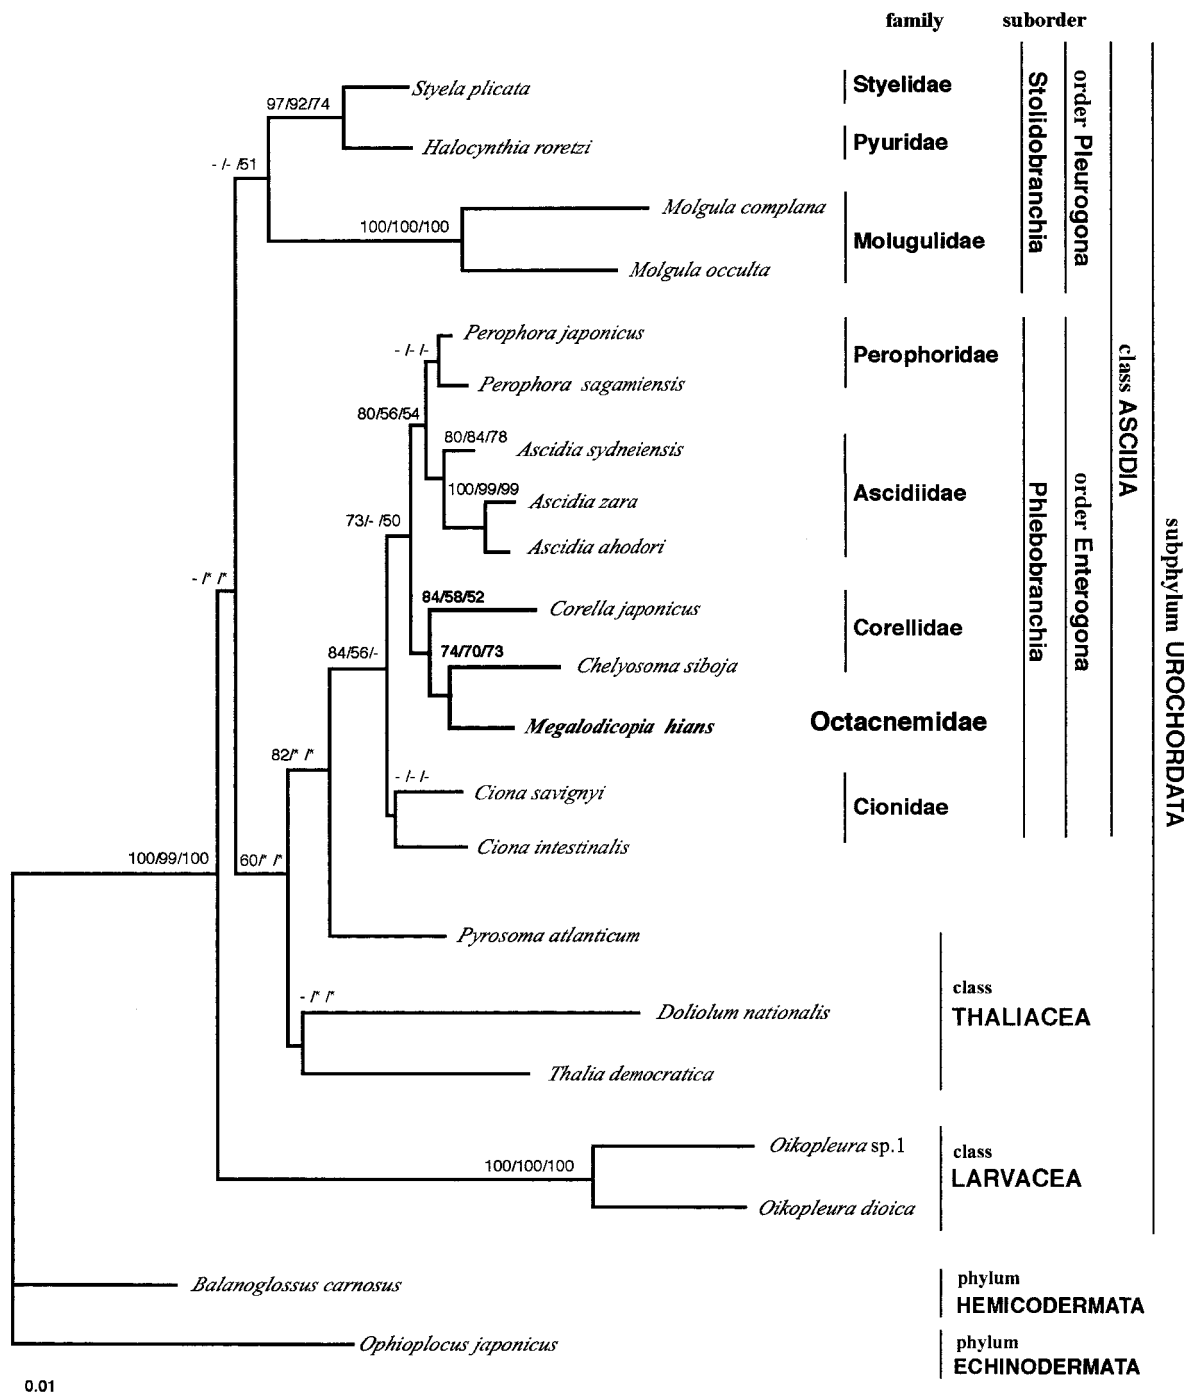 family
suborder
Styela plicata
Styelidae
97/92/74
Halocynthia roretzi
Pyuridae
- /- /51
Molgula complana
100/100/100
Molugulidae
Molgula occulta
Stolidobranchia
order Pleurogona
Perophora japonicus
- /- /-
Perophoridae
Perophora sagamiensis
80/56/54
80/84/78
Ascidia sydneiensis
100/99/99
Ascidiidae
Ascidia zara
73/- /50
Ascidia ahodori
- /* /*
84/58/52
Corella japonicus
Corellidae
84/56/-
74/70/73
Chelyosoma siboja
Megalodicopia hians
Octacnemidae
82/* /*
- /- /-
Ciona savignyi
Cionidae
Ciona intestinalis
Phlebobranchia
order Enterogona
class ASCIDIA
subphylum UROCHORDATA
100/99/100
60/* /*
Pyrosoma atlanticum
- /* /*
Doliolum nationalis
class
THALIACEA
Thalia democratica
Oikopleura sp.1
class
100/100/100
LARVACEA
Oikopleura dioica
Balanoglossus carnosus
phylum
HEMICODERMATA
Ophioplocus japonicus
phylum
ECHINODERMATA
0.01